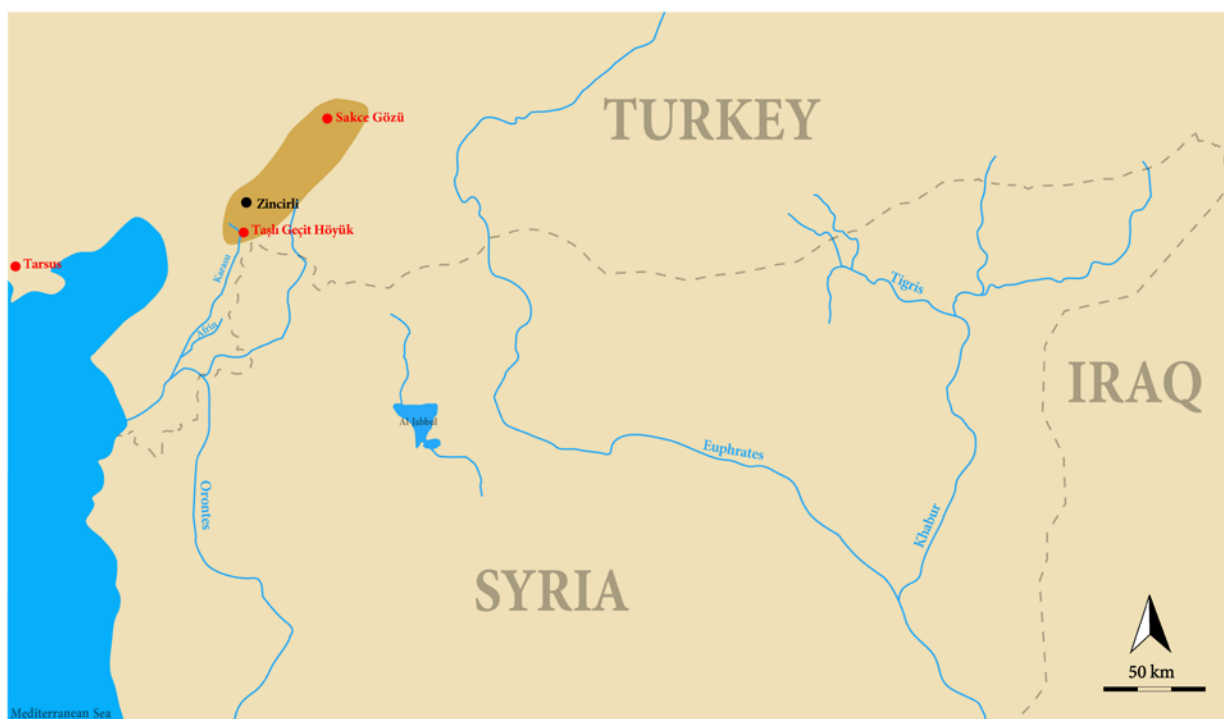 TURKEY
Sakce Gözü
Zincirli
Taşlı Geçit Höyük
Tarsus
Karasu
Afrin
Tigris
IRAQ
Al-Jabbul
Euphrates
Orontes
Khabur
SYRIA
50 km
Mediterranean Sea